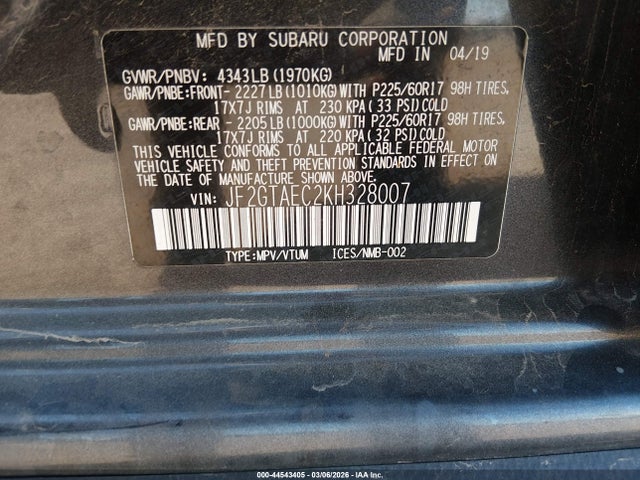 MFD BY SUBARU CORPORATION
MFD IN 04/19
GVWR/PNBV: 4343LB (1970KG)
GAWR/PNBE:FRONT- 2227LB (1010KG)WITH P225/60R17 98H TIRES,
17X7J RIMS AT 230 KPA (33 PSI)COLD
GAWR/PNBE:REAR - 2205LB (1000KG)WITH P225/60R17 98H TIRES,
17X7J RIMS AT 220 KPA (32 PSI)COLD
THIS VEHICLE CONFORMS TO ALL APPLICABLE FEDERAL MOTOR
VEHICLE SAFETY AND THEFT PREVENTION STANDARDS IN EFFECT
ON THE DATE OF MANUFACTURE SHOWN ABOVE.
VIN: JF2GTAEC2KH328007
TYPE:MPV/VTUM ICES/NMB-002
000-44543405 - 03/06/2026 - IAA Inc.